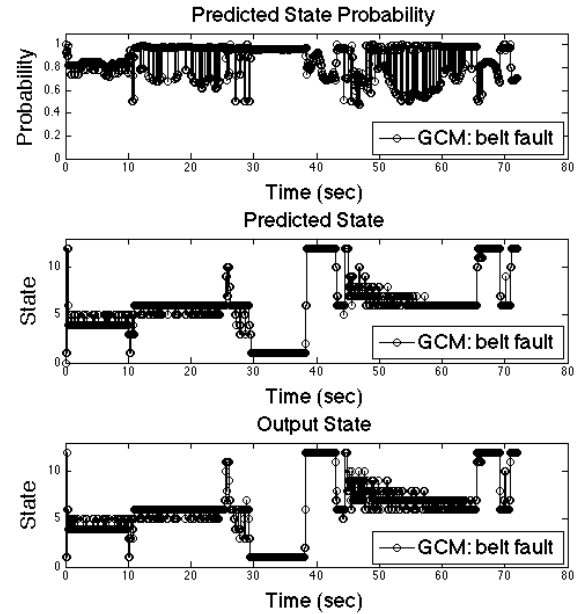 Predicted State Probability
Probability
1
0.8
0.6
0.4
0.2
0
GCM: belt fault
0 10 20 30 40 50 60 70 80
Time (sec)
Predicted State
State
10
5
0
GCM: belt fault
0 10 20 30 40 50 60 70 80
Time (sec)
Output State
State
10
5
0
GCM: belt fault
0 10 20 30 40 50 60 70 80
Time (sec)